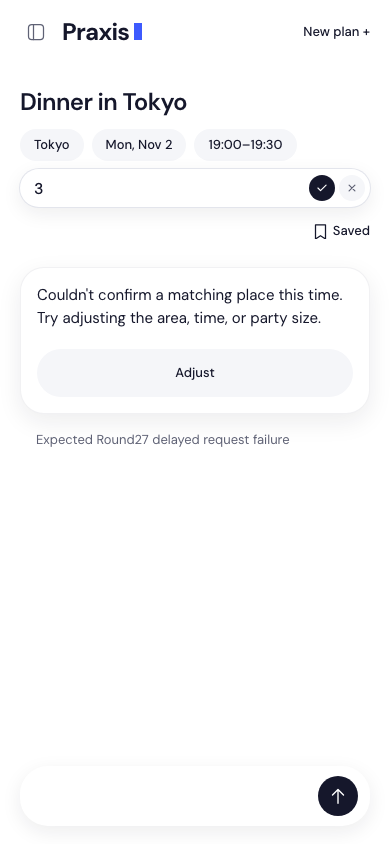 Praxis
New plan +
Dinner in Tokyo
Tokyo
Mon, Nov 2
19:00–19:30
3
Saved
Couldn't confirm a matching place this time.
Try adjusting the area, time, or party size.
Adjust
Expected Round27 delayed request failure